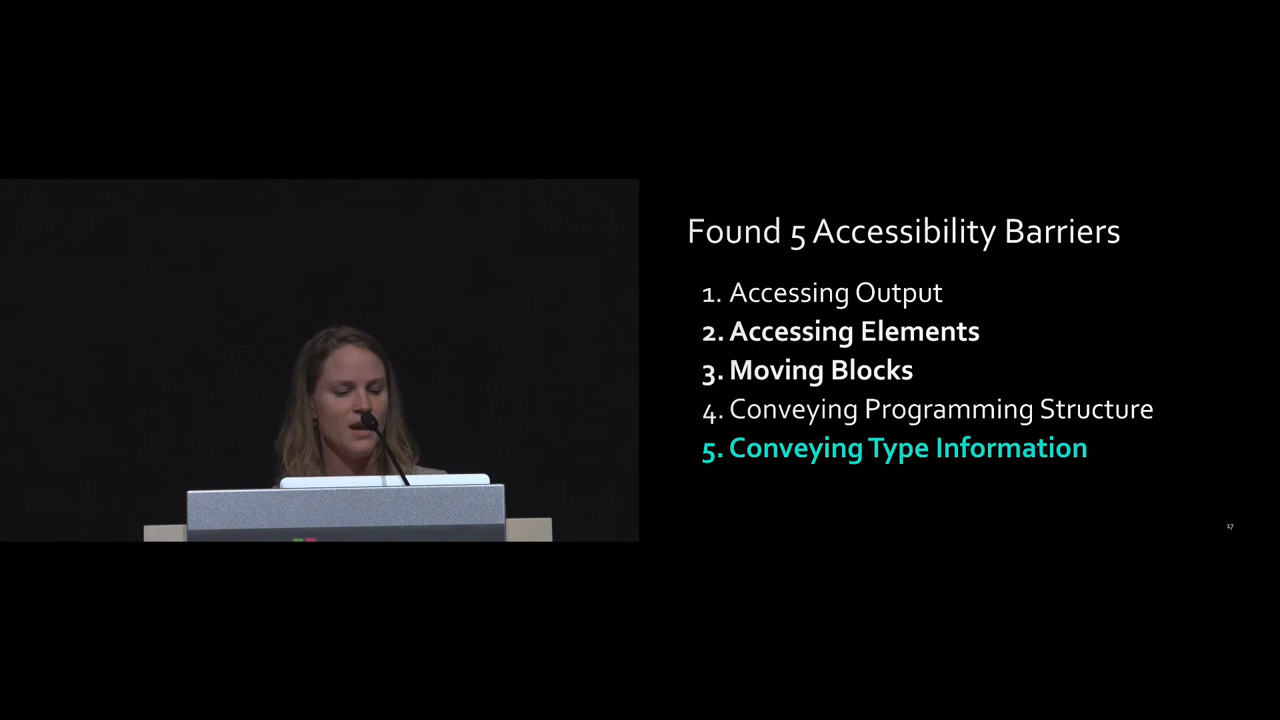 Found 5 Accessibility Barriers
1. Accessing Output
2. Accessing Elements
3. Moving Blocks
4. Conveying Programming Structure
5. Conveying Type Information
17